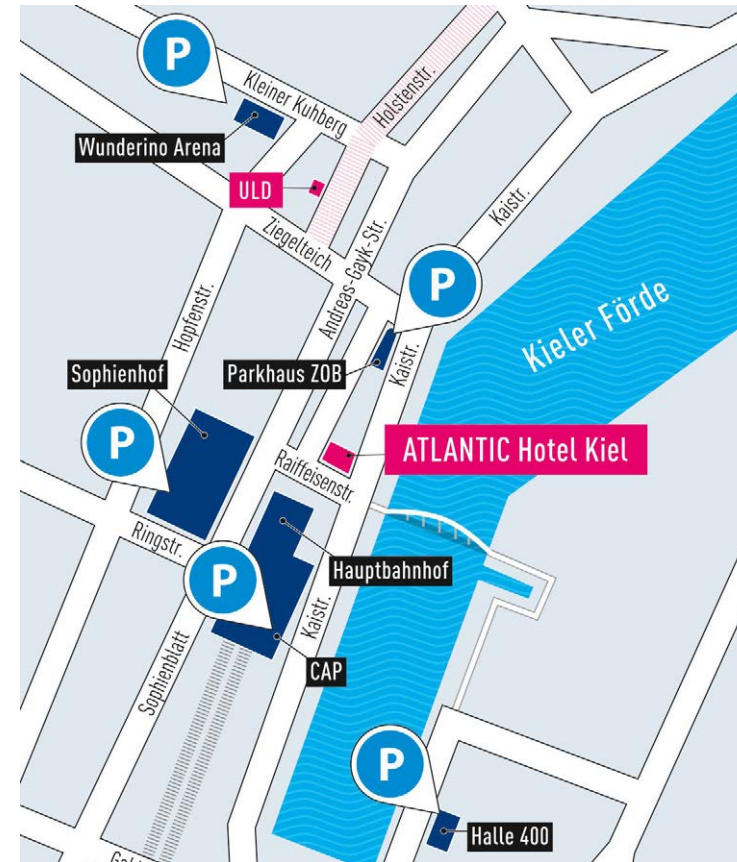 P
Kleiner Kuhberg
Holstenstr.
Wunderino Arena
ULD
Ziegelteich
Kaistr.
Andreas-Gayk-Str.
P
Hopfenstr.
Kieler Förde
Sophienhof
Parkhaus ZOB
Kaistr.
P
ATLANTIC Hotel Kiel
Raiffeisenstr.
Ringstr.
P
Hauptbahnhof
Kaistr.
CAP
Sophienblatt
P
Halle 400